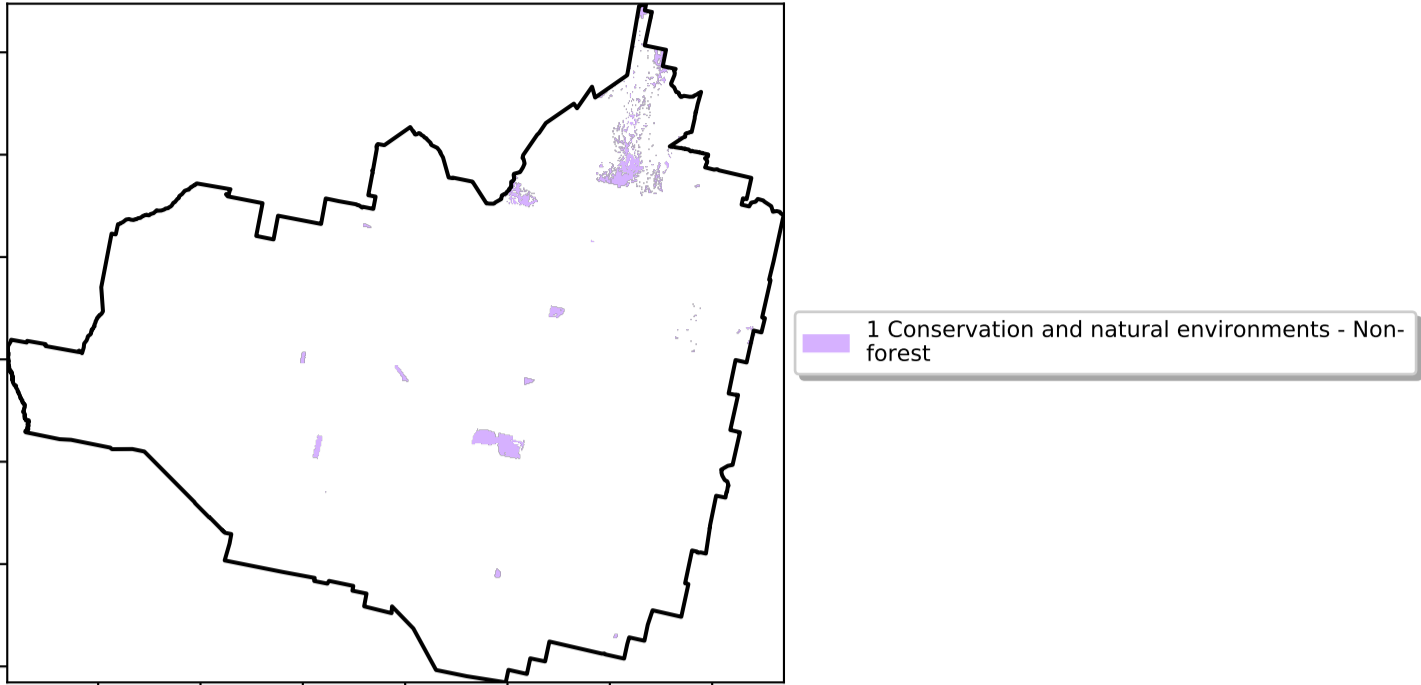 1 Conservation and natural environments - Non-
forest